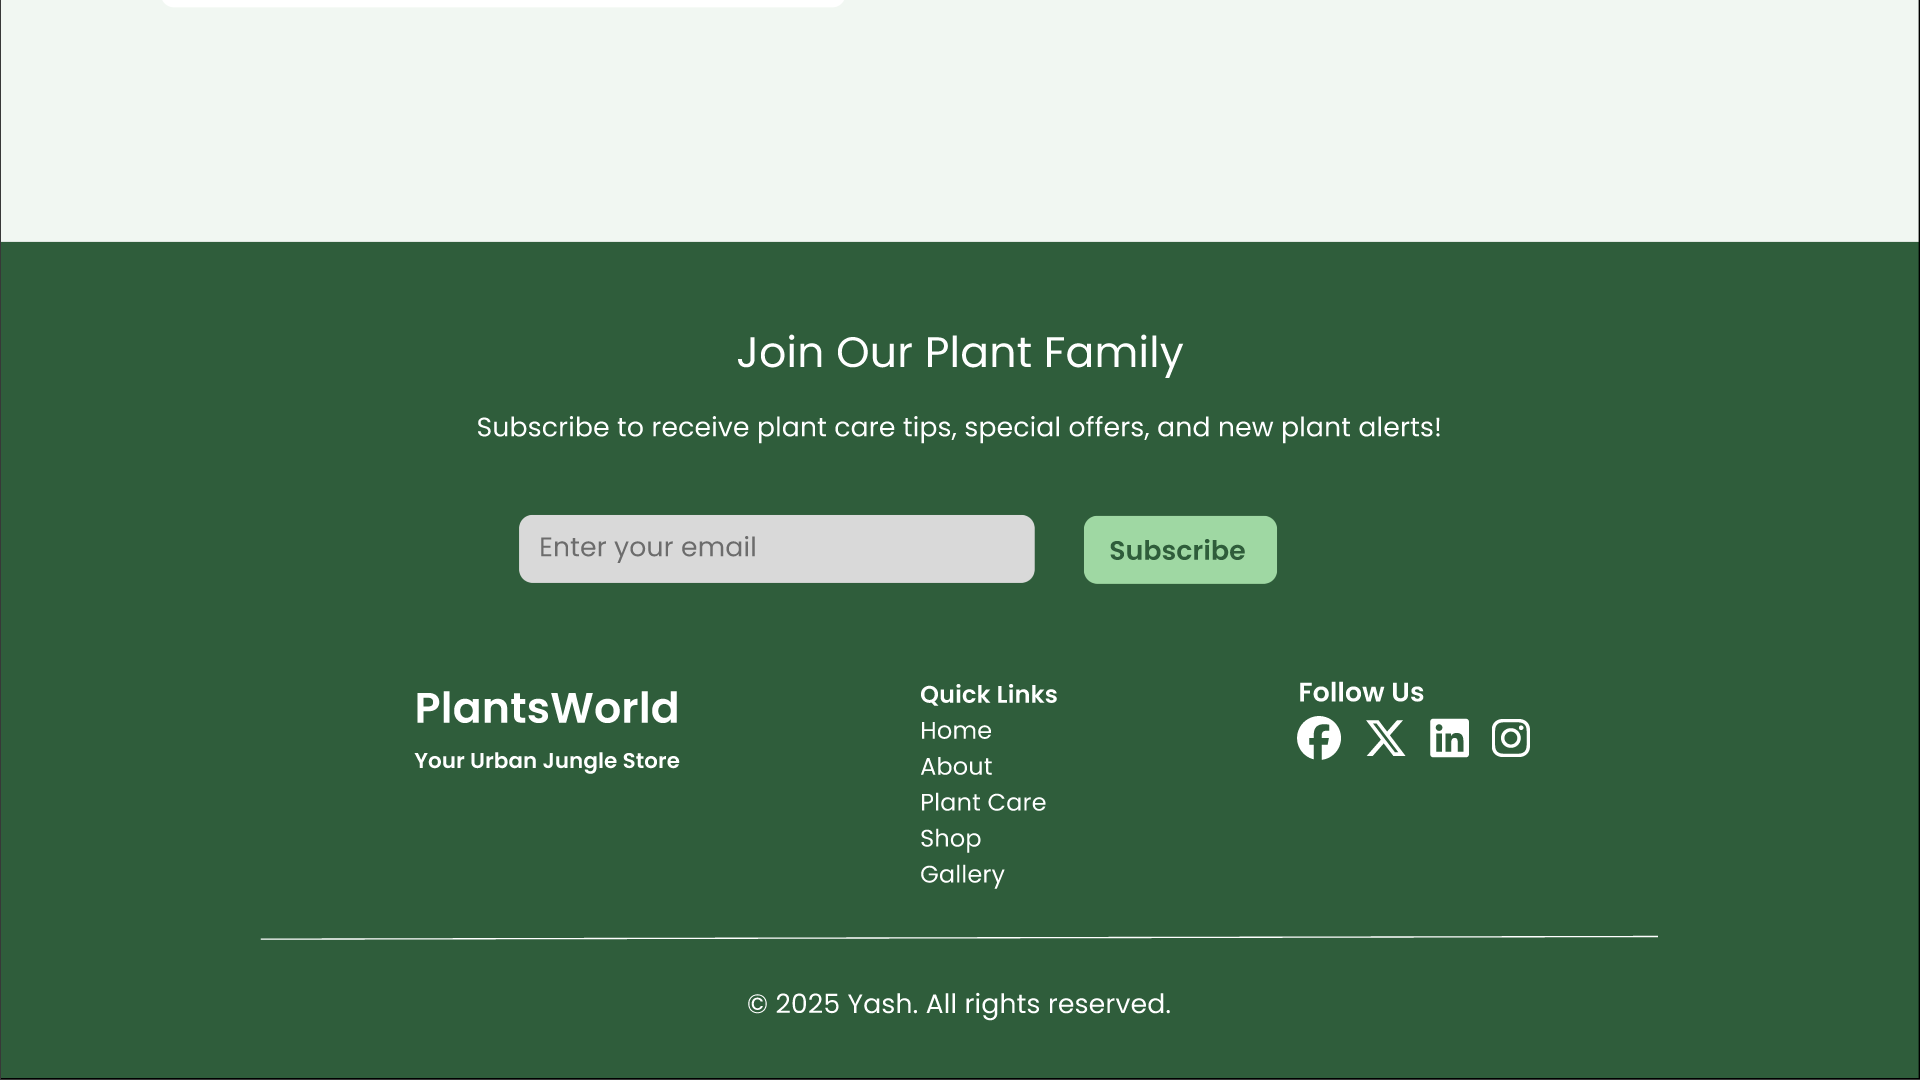 Join Our Plant Family
Subscribe to receive plant care tips, special offers, and new plant alerts!
Enter your email
Subscribe
PlantsWorld
Your Urban Jungle Store
Quick Links
Home
About
Plant Care
Shop
Gallery
Follow Us
© 2025 Yash. All rights reserved.